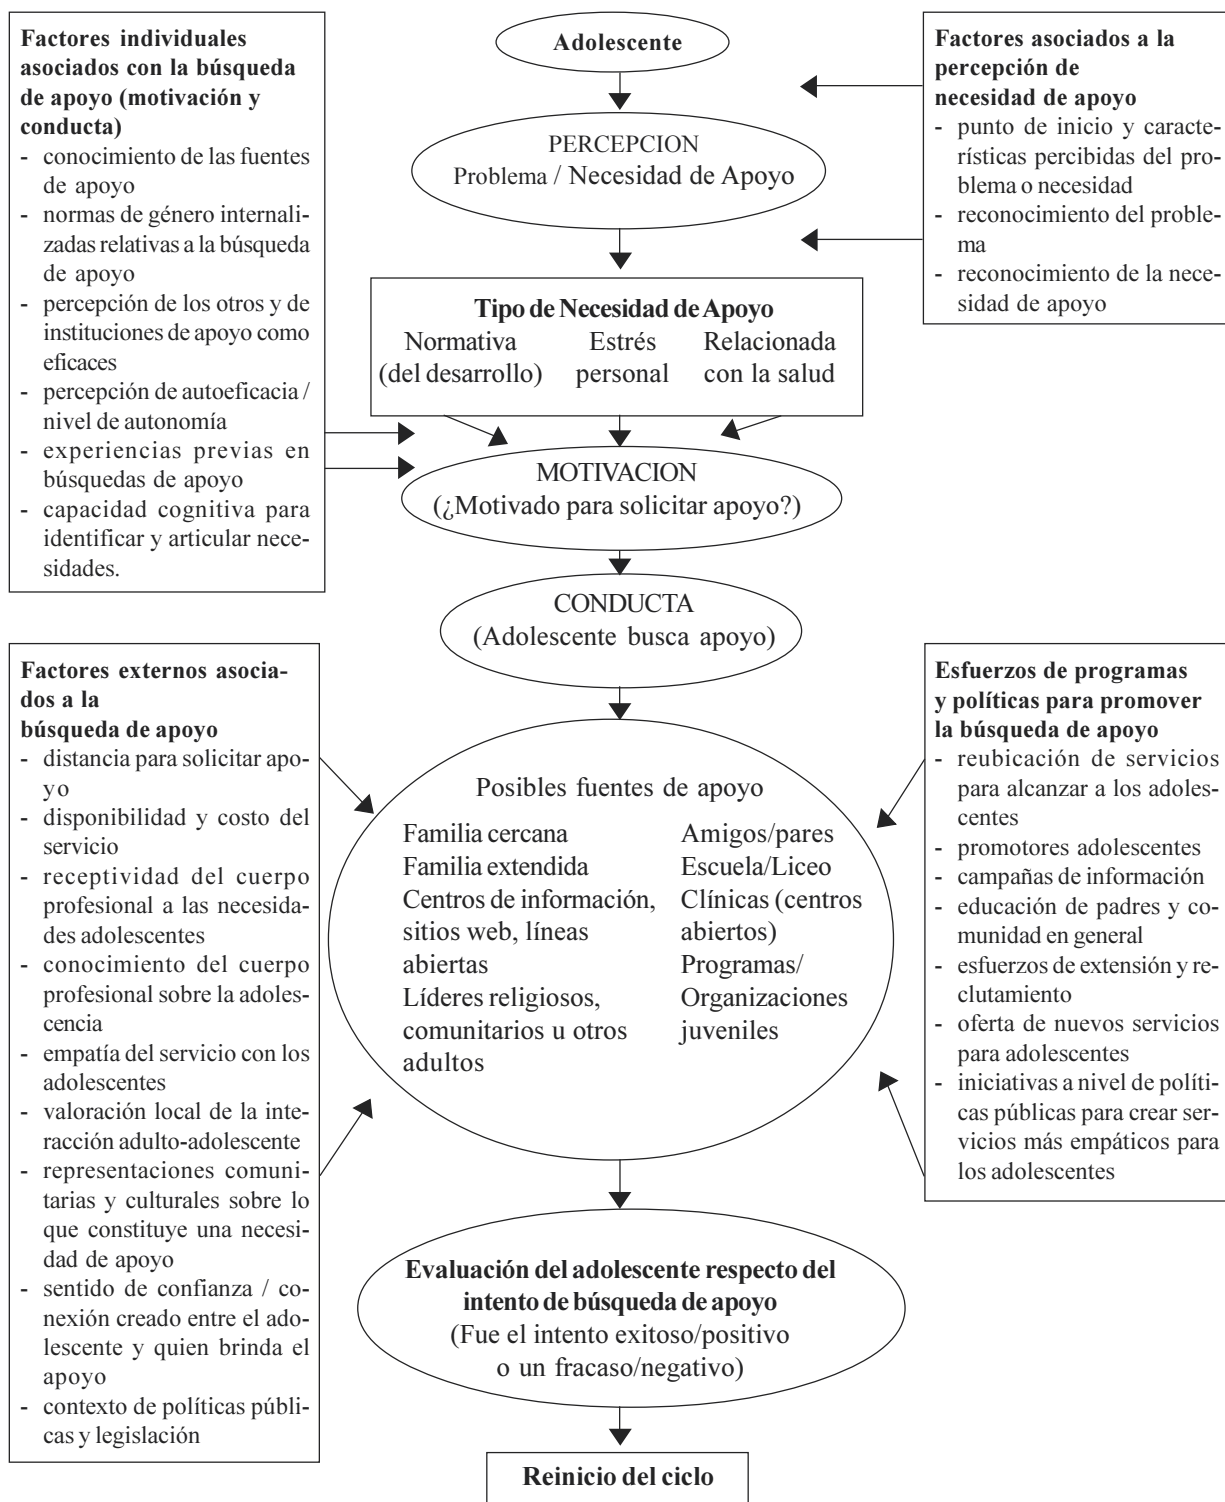 Factores individuales
asociados con la búsqueda
de apoyo (motivación y
conducta)
- conocimiento de las fuentes
de apoyo
- normas de género internali-
zadas relativas a la búsqueda
de apoyo
- percepción de los otros y de
instituciones de apoyo como
eficaces
- percepción de autoeficacia /
nivel de autonomía
- experiencias previas en
búsquedas de apoyo
- capacidad cognitiva para
identificar y articular nece-
sidades.
Adolescente
PERCEPCION
Problema / Necesidad de Apoyo
Factores asociados a la
percepción de
necesidad de apoyo
- punto de inicio y caracte-
rísticas percibidas del pro-
blema o necesidad
- reconocimiento del proble-
ma
- reconocimiento de la nece-
sidad de apoyo
Tipo de Necesidad de Apoyo
Normativa Estrés Relacionada
(del desarrollo) personal con la salud
MOTIVACION
(¿Motivado para solicitar apoyo?)
CONDUCTA
(Adolescente busca apoyo)
Factores externos asocia-
dos a la
búsqueda de apoyo
- distancia para solicitar apo-
yo
- disponibilidad y costo del
servicio
- receptividad del cuerpo
profesional a las necesida-
des adolescentes
- conocimiento del cuerpo
profesional sobre la adoles-
cencia
- empatía del servicio con los
adolescentes
- valoración local de la inte-
racción adulto-adolescente
- representaciones comuni-
tarias y culturales sobre lo
que constituye una necesi-
dad de apoyo
- sentido de confianza / co-
nexión creado entre el ado-
lescente y quien brinda el
apoyo
- contexto de políticas públi-
cas y legislación
Posibles fuentes de apoyo
Familia cercana
Familia extendida
Centros de información,
sitios web, líneas
abiertas
Líderes religiosos,
comunitarios u otros
adultos
Amigos/pares
Escuela/Liceo
Clínicas (centros
abiertos)
Programas/
Organizaciones
juveniles
Esfuerzos de programas
y políticas para promover
la búsqueda de apoyo
- reubicación de servicios
para alcanzar a los adoles-
centes
- promotores adolescentes
- campañas de información
- educación de padres y co-
munidad en general
- esfuerzos de extensión y re-
clutamiento
- oferta de nuevos servicios
para adolescentes
- iniciativas a nivel de políti-
cas públicas para crear ser-
vicios más empáticos para
los adolescentes
Evaluación del adolescente respecto del
intento de búsqueda de apoyo
(Fue el intento exitoso/positivo
o un fracaso/negativo)
Reinicio del ciclo